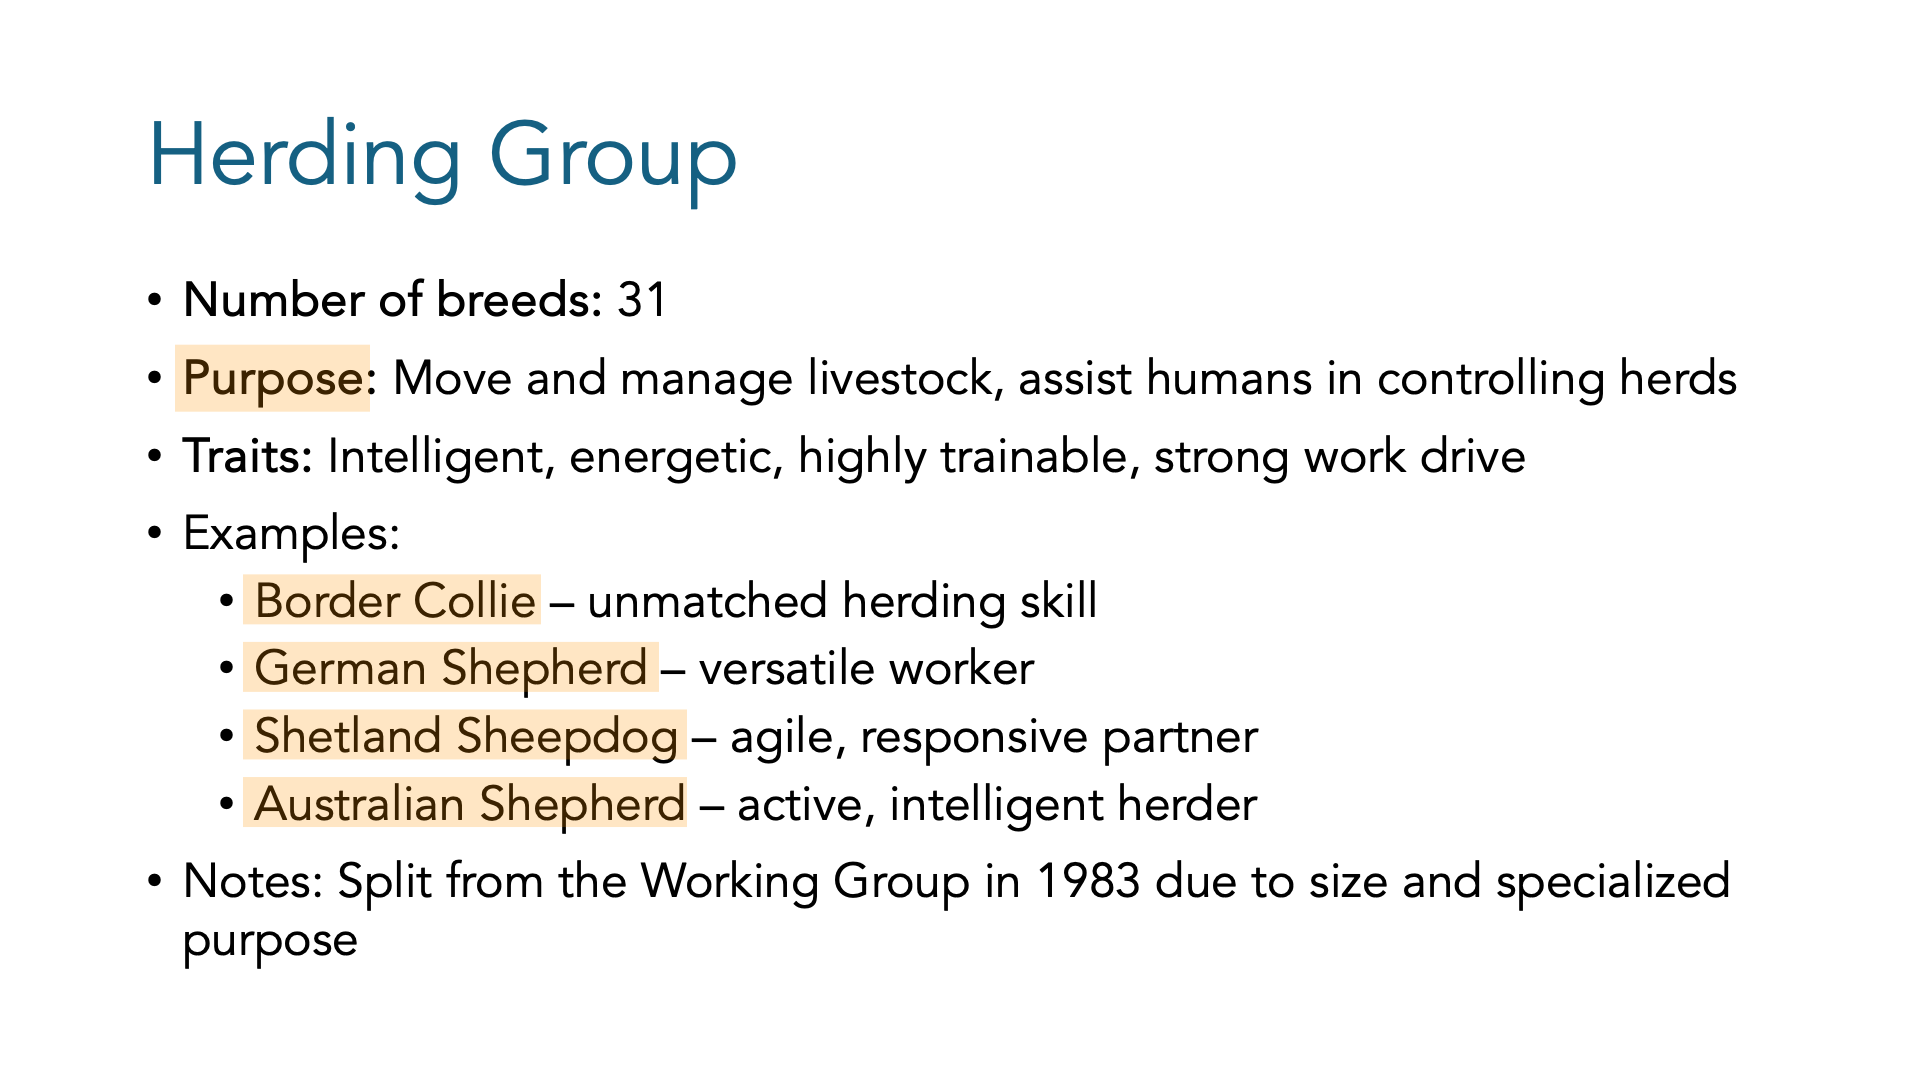 Herding Group
• Number of breeds: 31
• Purpose: Move and manage livestock, assist humans in controlling herds
• Traits: Intelligent, energetic, highly trainable, strong work drive
• Examples:
• Border Collie – unmatched herding skill
• German Shepherd – versatile worker
• Shetland Sheepdog – agile, responsive partner
• Australian Shepherd – active, intelligent herder
• Notes: Split from the Working Group in 1983 due to size and specialized
purpose